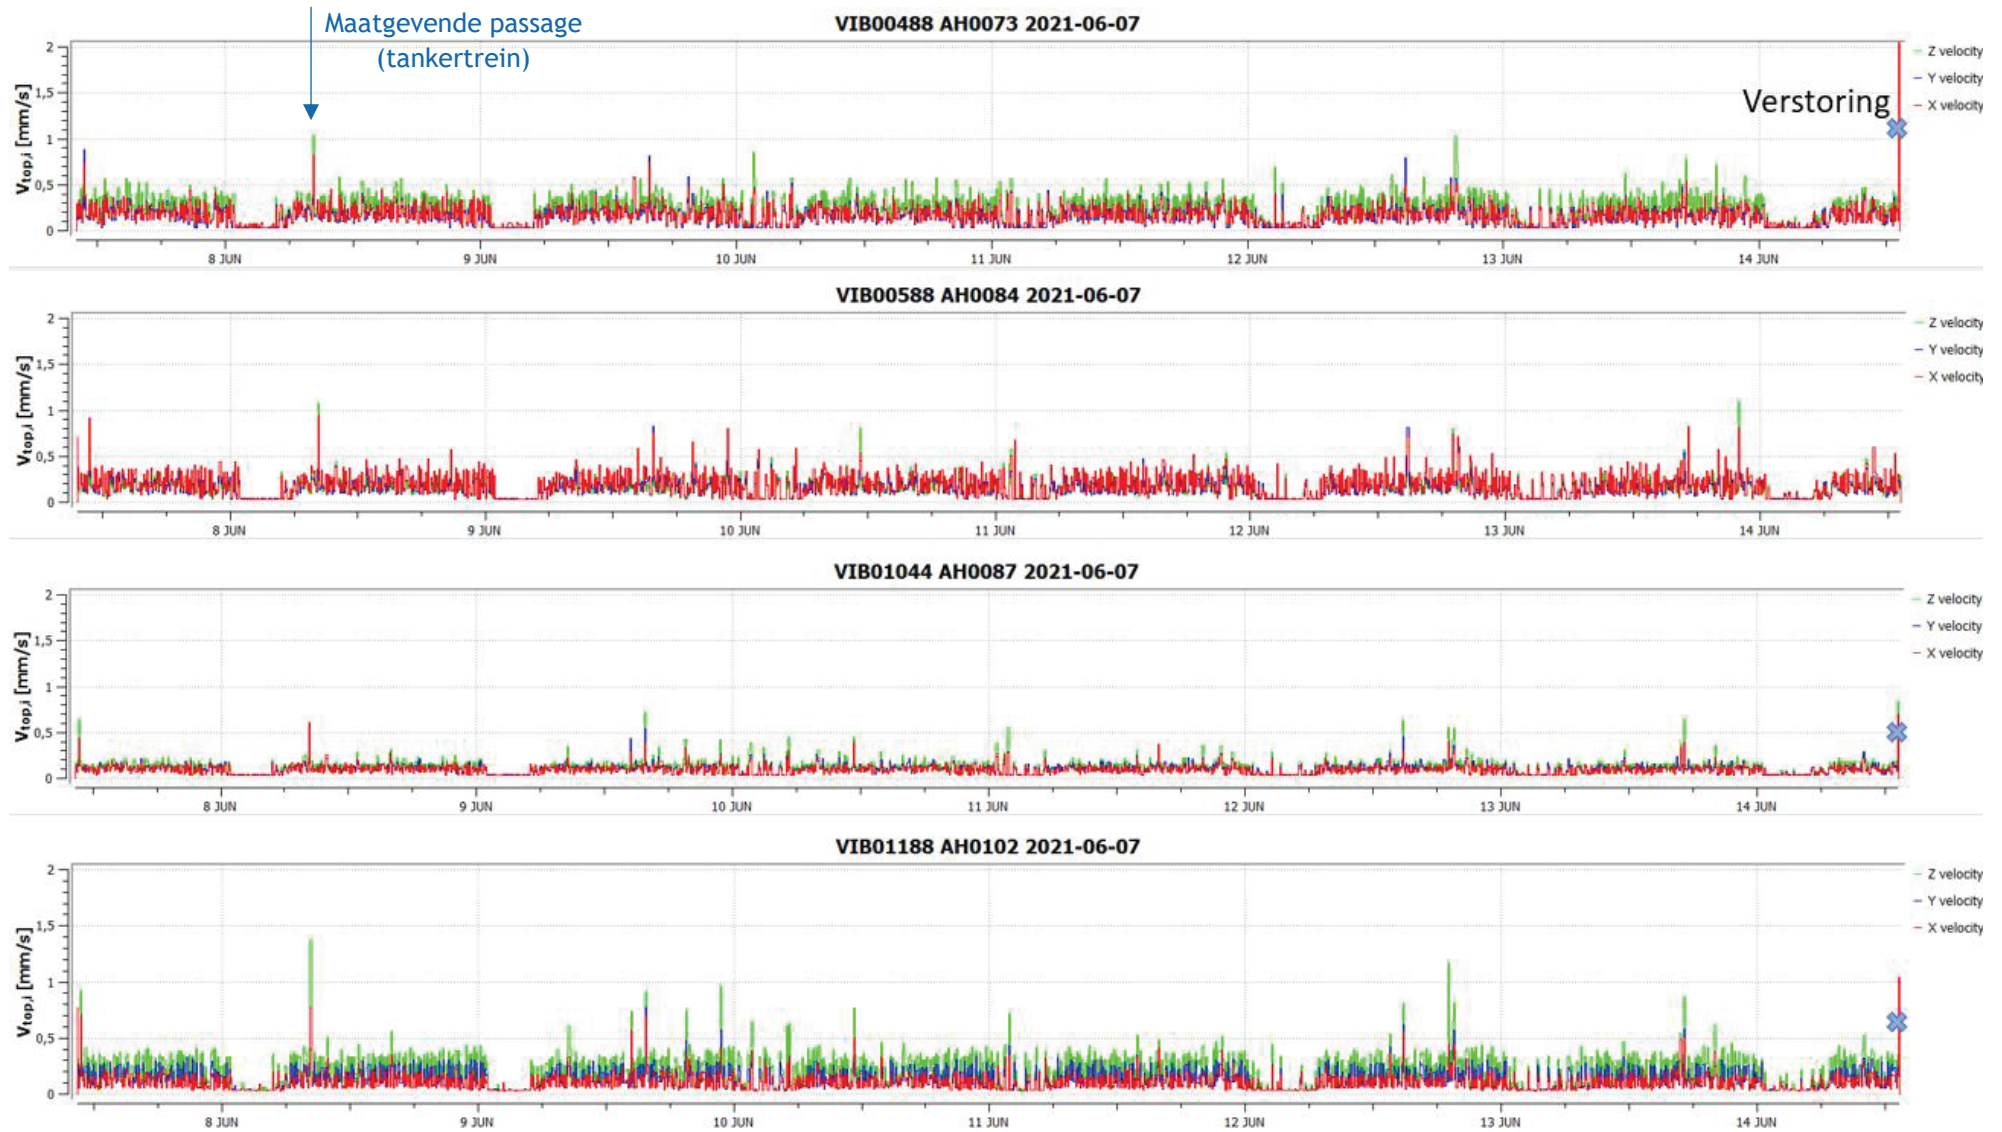 Maatgevende passage
(tankertrein)
VIB00488 AH0073 2021-06-07
Vtop,i [mm/s]
2
1,5
1
0,5
0
Verstoring
Z velocity
Y velocity
X velocity
8 JUN
9 JUN
10 JUN
11 JUN
12 JUN
13 JUN
14 JUN
VIB00588 AH0084 2021-06-07
Vtop,i [mm/s]
2
1,5
1
0,5
0
Z velocity
Y velocity
X velocity
8 JUN
9 JUN
10 JUN
11 JUN
12 JUN
13 JUN
14 JUN
VIB01044 AH0087 2021-06-07
Vtop,i [mm/s]
2
1,5
1
0,5
0
Z velocity
Y velocity
X velocity
8 JUN
9 JUN
10 JUN
11 JUN
12 JUN
13 JUN
14 JUN
VIB01188 AH0102 2021-06-07
Vtop,i [mm/s]
2
1,5
1
0,5
0
Z velocity
Y velocity
X velocity
8 JUN
9 JUN
10 JUN
11 JUN
12 JUN
13 JUN
14 JUN